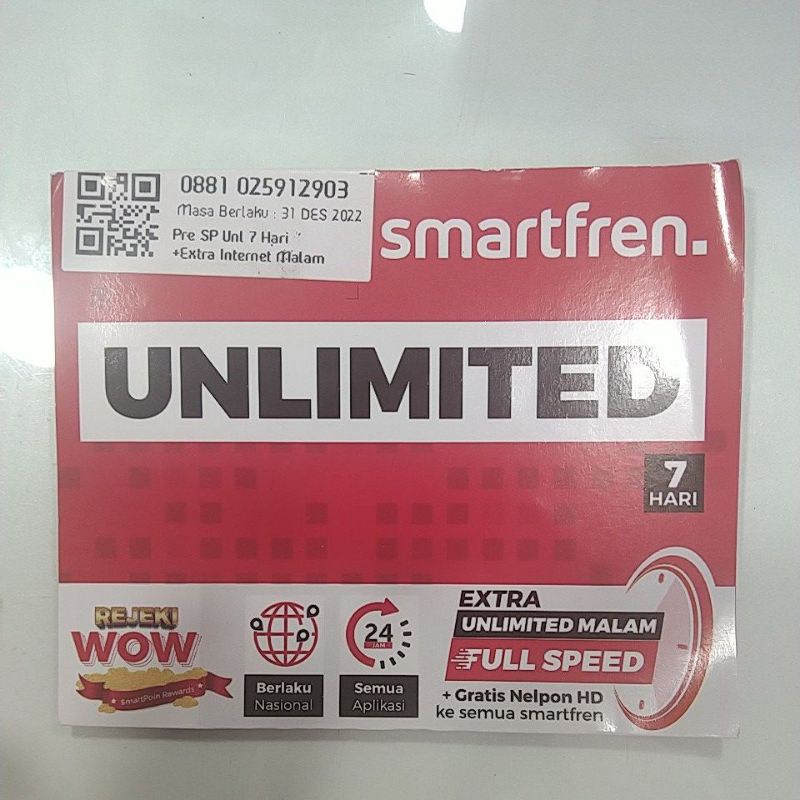 0881 025912903
Masa Berlaku : 31 DES 2022
Pre SP Unl 7 Hari
+Extra Internet Malam
smartfren.
UNLIMITED
7
HARI
REJEKI
WOW
SmartPoin Rewards
24
JAM
Berlaku
Nasional
Semua
Aplikasi
EXTRA
UNLIMITED MALAM
FULL SPEED
+ Gratis Nelpon HD
ke semua smartfren